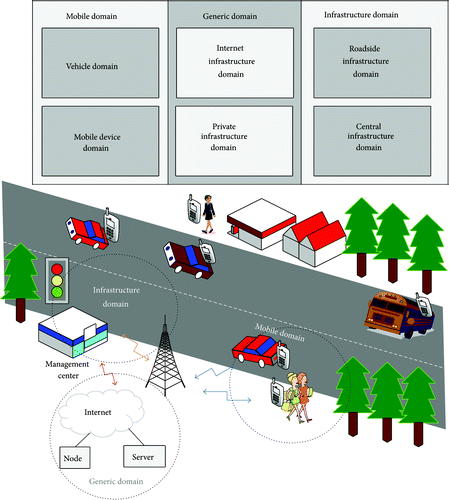 Mobile domain
Generic domain
Infrastructure domain
Vehicle domain
Internet
infrastructure
domain
Roadside
infrastructure
domain
Mobile device
domain
Private
infrastructure
domain
Central
infrastructure
domain
Infrastructure
domain
Mobile domain
Management
center
Internet
Node
Server
Generic domain